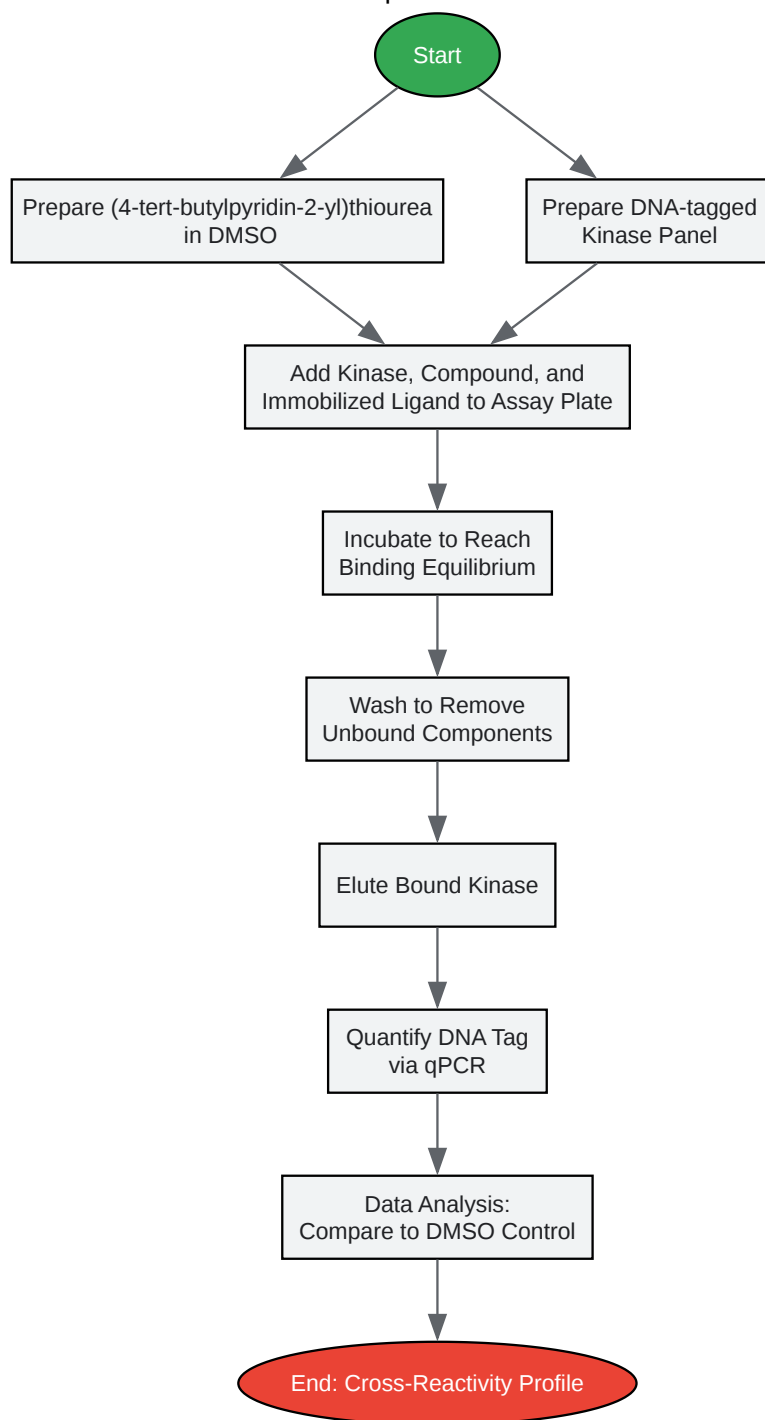 Start
Prepare (4-tert-butylpyridin-2-yl)thiourea
in DMSO
Prepare DNA-tagged
Kinase Panel
Add Kinase, Compound, and
Immobilized Ligand to Assay Plate
Incubate to Reach
Binding Equilibrium
Wash to Remove
Unbound Components
Elute Bound Kinase
Quantify DNA Tag
via qPCR
Data Analysis:
Compare to DMSO Control
End: Cross-Reactivity Profile